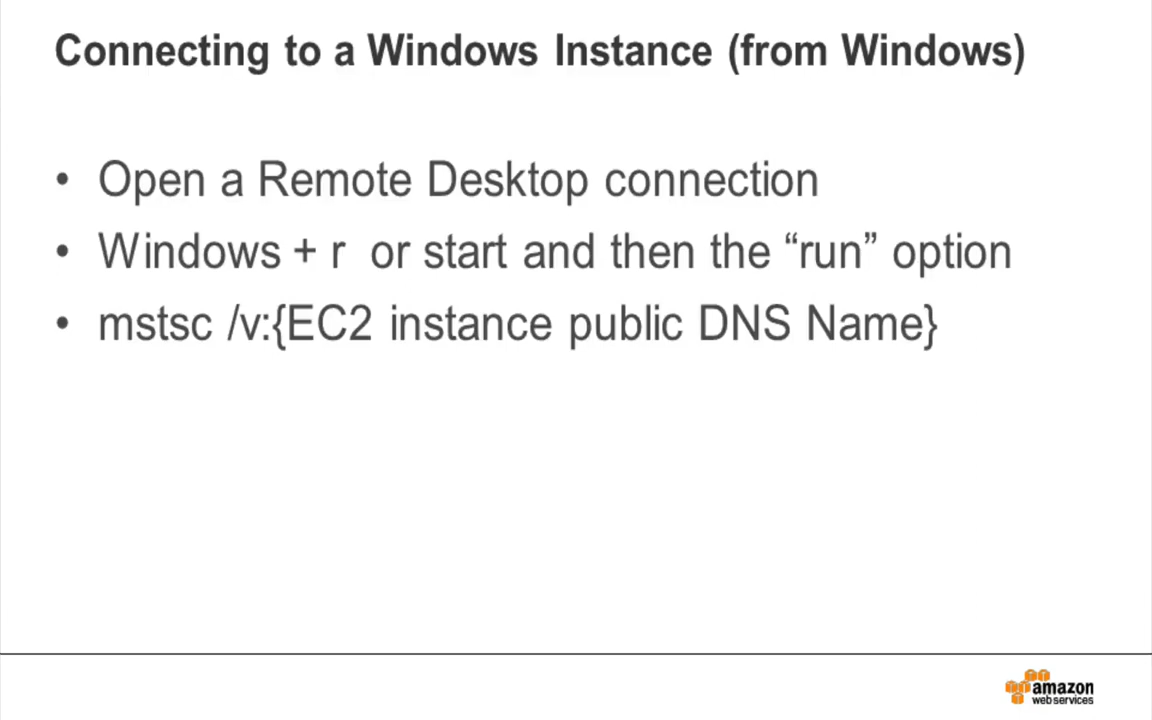 Connecting to a Windows Instance (from Windows)
• Open a Remote Desktop connection
• Windows + r  or start and then the “run” option
• mstsc /v:{EC2 instance public DNS Name}
amazon
web services